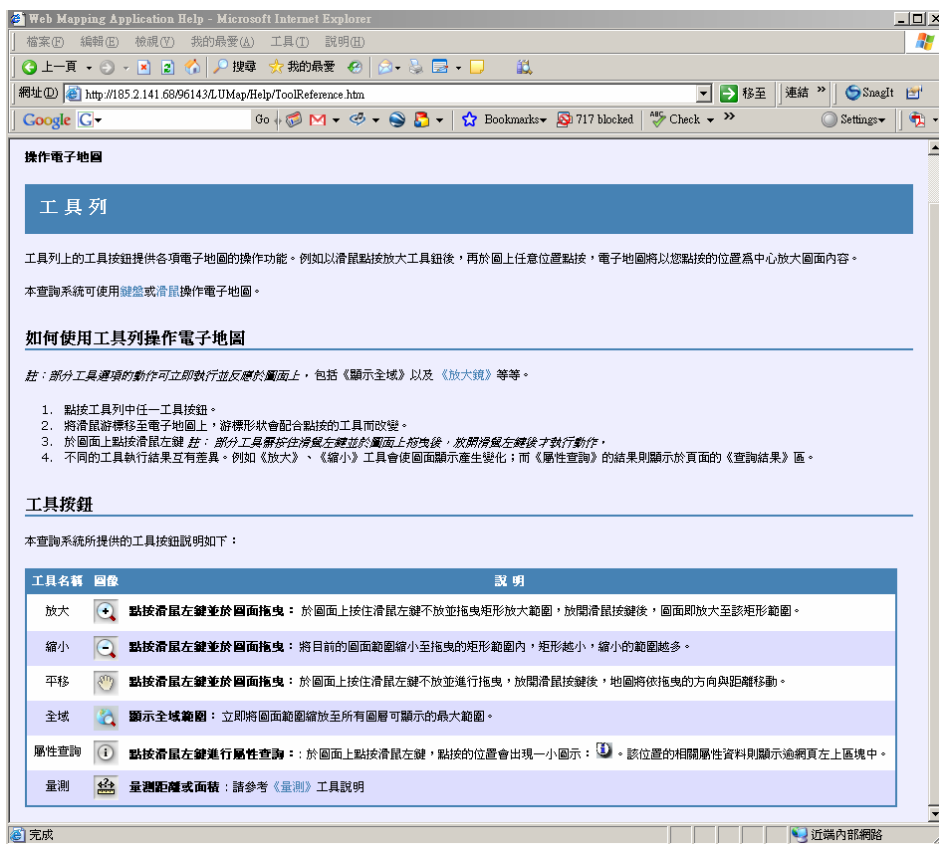 Web Mapping Application Help - Microsoft Internet Explorer
檔案(F) 編輯(E) 檢視(V) 我的最愛(A) 工具(T) 說明(H)
上一頁 搜尋 我的最愛
網址(D) http://185.2.141.68/96143/LUMap/Help/ToolReference.htm 移至 連結 » SnagIt
Google G Go Bookmarks 717 blocked Check » Settings
操作電子地圖
工具列
工具列上的工具按鈕提供各項電子地圖的操作功能。例如以滑鼠點按放大工具鈕後，再於圖上任意位置點按，電子地圖將以您點按的位置為中心放大圖面內容。
本查詢系統可使用鍵盤或滑鼠操作電子地圖。
如何使用工具列操作電子地圖
註：部分工具選項的動作可立即執行並反應於圖面上，包括《顯示全域》以及 《放大鏡》等等。
1. 點按工具列中任一工具按鈕。
2. 將滑鼠游標移至電子地圖上，游標形狀會配合點按的工具而改變。
3. 於圖面上點按滑鼠左鍵 註： 部分工具需按住滑鼠左鍵並於圖面上拖曳後，放開滑鼠左鍵後才執行動作，
4. 不同的工具執行結果互有差異。例如《放大》、《縮小》工具會使圖面顯示產生變化；而《屬性查詢》的結果則顯示於頁面的《查詢結果》區。
工具按鈕
本查詢系統所提供的工具按鈕說明如下：
工具名稱 圖像 說 明
放大 點按滑鼠左鍵並於圖面拖曳： 於圖面上按住滑鼠左鍵不放並拖曳矩形放大範圍，放開滑鼠按鍵後，圖面即放大至該矩形範圍。
縮小 點按滑鼠左鍵並於圖面拖曳： 將目前的圖面範圍縮小至拖曳的矩形範圍內，矩形越小，縮小的範圍越多。
平移 點按滑鼠左鍵並於圖面拖曳： 於圖面上按住滑鼠左鍵不放並進行拖曳，放開滑鼠按鍵後，地圖將依拖曳的方向與距離移動。
全域 顯示全域範圍： 立即將圖面範圍縮放至所有圖層可顯示的最大範圍。
屬性查詢 點按滑鼠左鍵進行屬性查詢：: 於圖面上點按滑鼠左鍵，點按的位置會出現一小圖示： 。該位置的相關屬性資料則顯示逾網頁左上區塊中。
量測 量測距離或面積：請參考《量測》工具說明
完成 近端內部網路